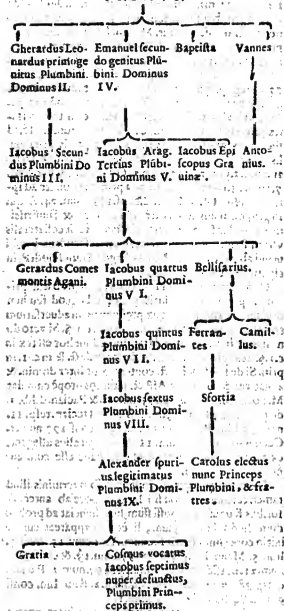 Gherardus Leo- Emanuel secun- Baptista Vannes
nardus primoge do genitus Plū-
nitus Plumbini. bini. Dominus
Dominus II. IV.
Iacobus Secun- Iacobus Arag. Iacobus Epi Anto-
dus Plumbini Do Tertius Plūbi- scopus Gra nius.
minus III. ni Dominus V. uinæ.
Gerardus Comes Iacobus quartus Bellisarius.
montis Agani. Plumbini Domi-
nus VI.
Iacobus quintus Ferran- Camil-
Plumbini Domi- tes lus.
nus VII.
Iacobus sextus Sfortia
Plumbini Domi-
nus VIII.
Alexander spuri- Carolus electus
us legitimatus nunc Princeps
Plumbini Domi- Plumbini, & fra-
nus IX. tres.
Gratia Cosmus vocatus
Iacobus septimus
nuper defunctus,
Plumbini Prin-
ceps primus.